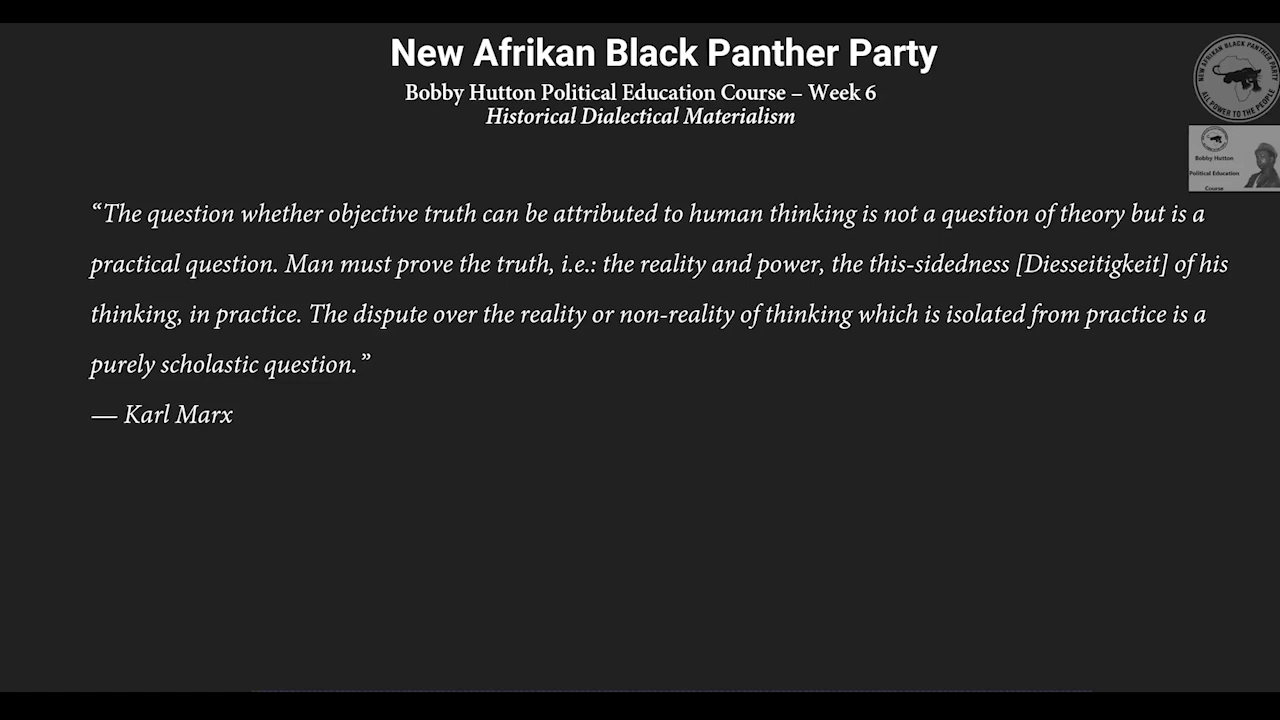 New Afrikan Black Panther Party
Bobby Hutton Political Education Course – Week 6
Historical Dialectical Materialism
NEW AFRIKAN BLACK PANTHER PARTY
ALL POWER TO THE PEOPLE
Bobby Hutton
Political Education
Course
“The question whether objective truth can be attributed to human thinking is not a question of theory but is a
practical question. Man must prove the truth, i.e.: the reality and power, the this-sidedness [Diesseitigkeit] of his
thinking, in practice. The dispute over the reality or non-reality of thinking which is isolated from practice is a
purely scholastic question.”
— Karl Marx